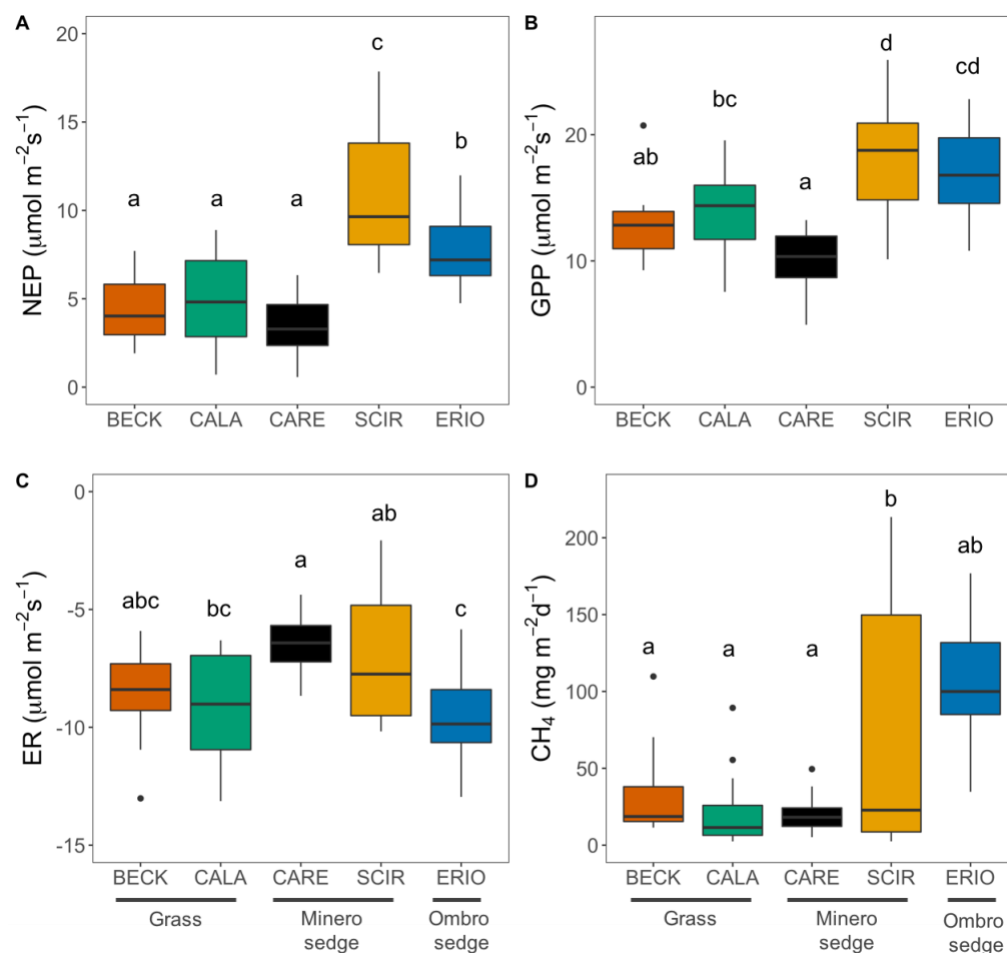 A
NEP (μmol m⁻²s⁻¹)
20
15
10
5
0
a
a
a
c
b
BECK CALA CARE SCIR ERIO
B
GPP (μmol m⁻²s⁻¹)
20
10
0
ab
bc
a
d
cd
BECK CALA CARE SCIR ERIO
C
ER (μmol m⁻²s⁻¹)
0
-5
-10
-15
abc
bc
a
ab
c
BECK CALA CARE SCIR ERIO
Grass
Minero
sedge
Ombro
sedge
D
CH₄ (mg m⁻²d⁻¹)
200
150
100
50
0
a
a
a
b
ab
BECK CALA CARE SCIR ERIO
Grass
Minero
sedge
Ombro
sedge